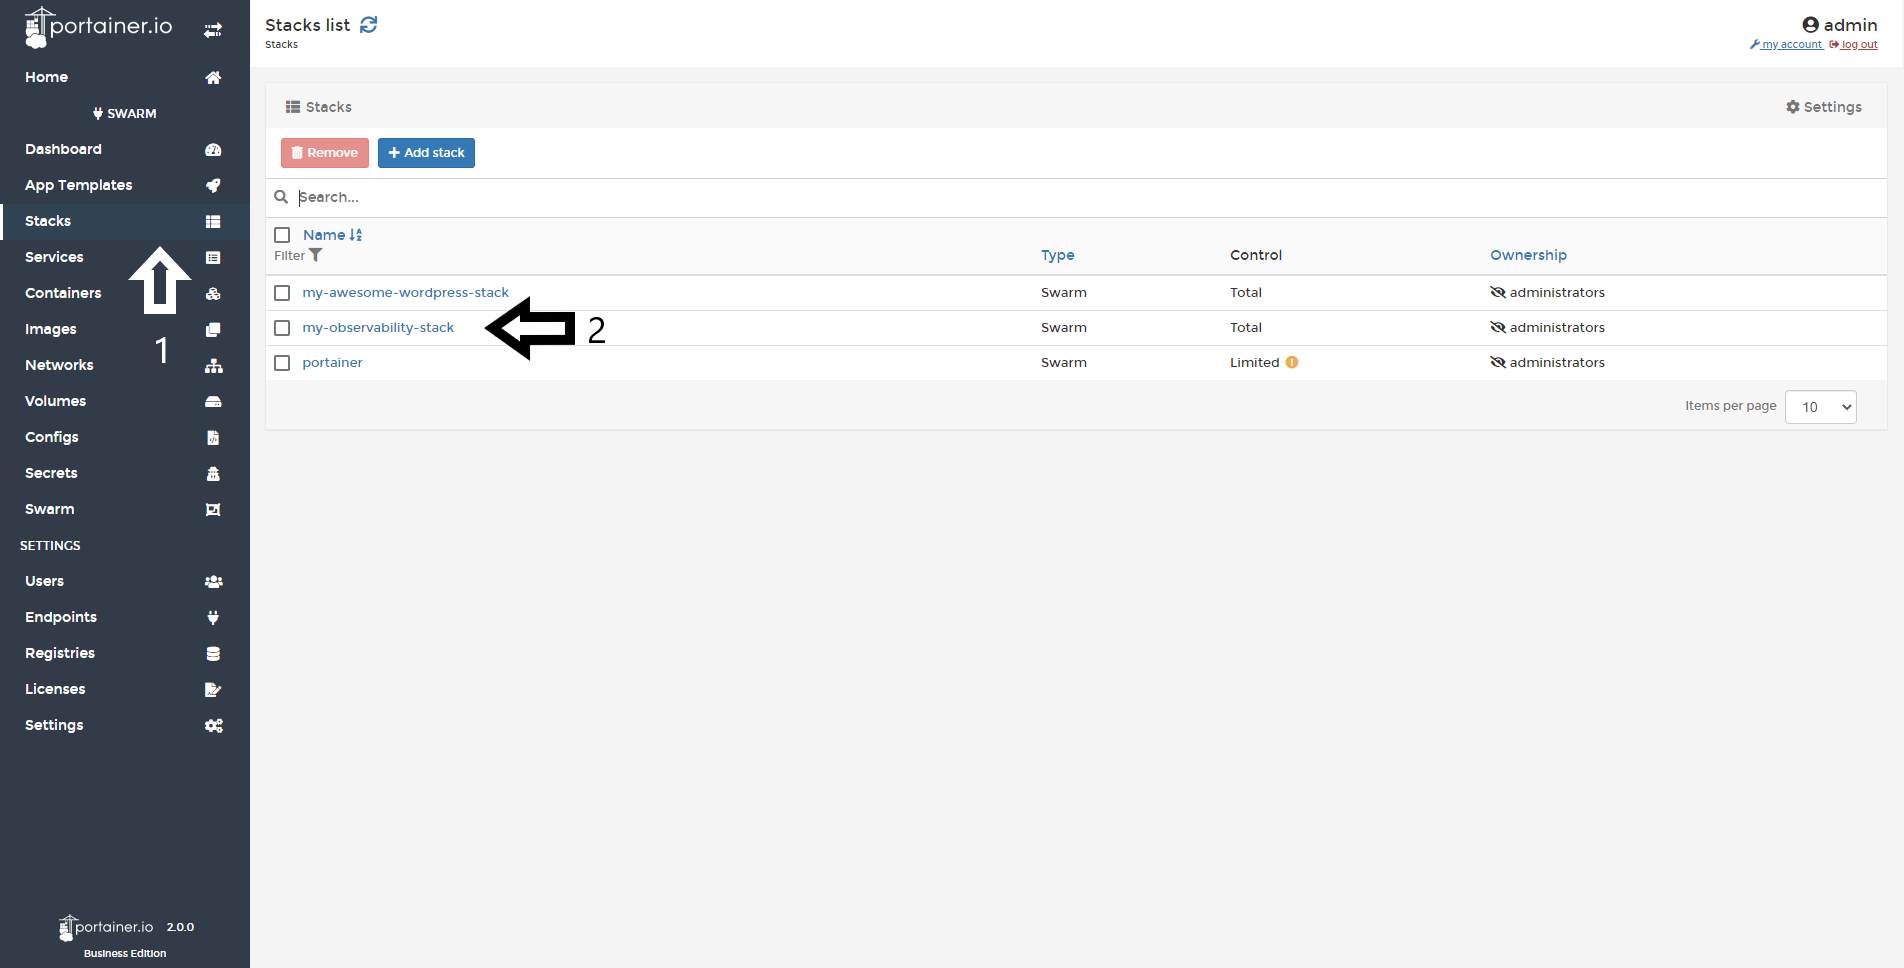 portainer.io
Home
SWARM
Dashboard
App Templates
Stacks
Services
Containers
Images
Networks
Volumes
Configs
Secrets
Swarm
SETTINGS
Users
Endpoints
Registries
Licenses
Settings
portainer.io 2.0.0
Business Edition
1
Stacks list
Stacks
admin
my account log out
Stacks Settings
Remove Add stack
Search...
Name
Filter
Type Control Ownership
my-awesome-wordpress-stack Swarm Total administrators
my-observability-stack 2 Swarm Total administrators
portainer Swarm Limited administrators
Items per page 10